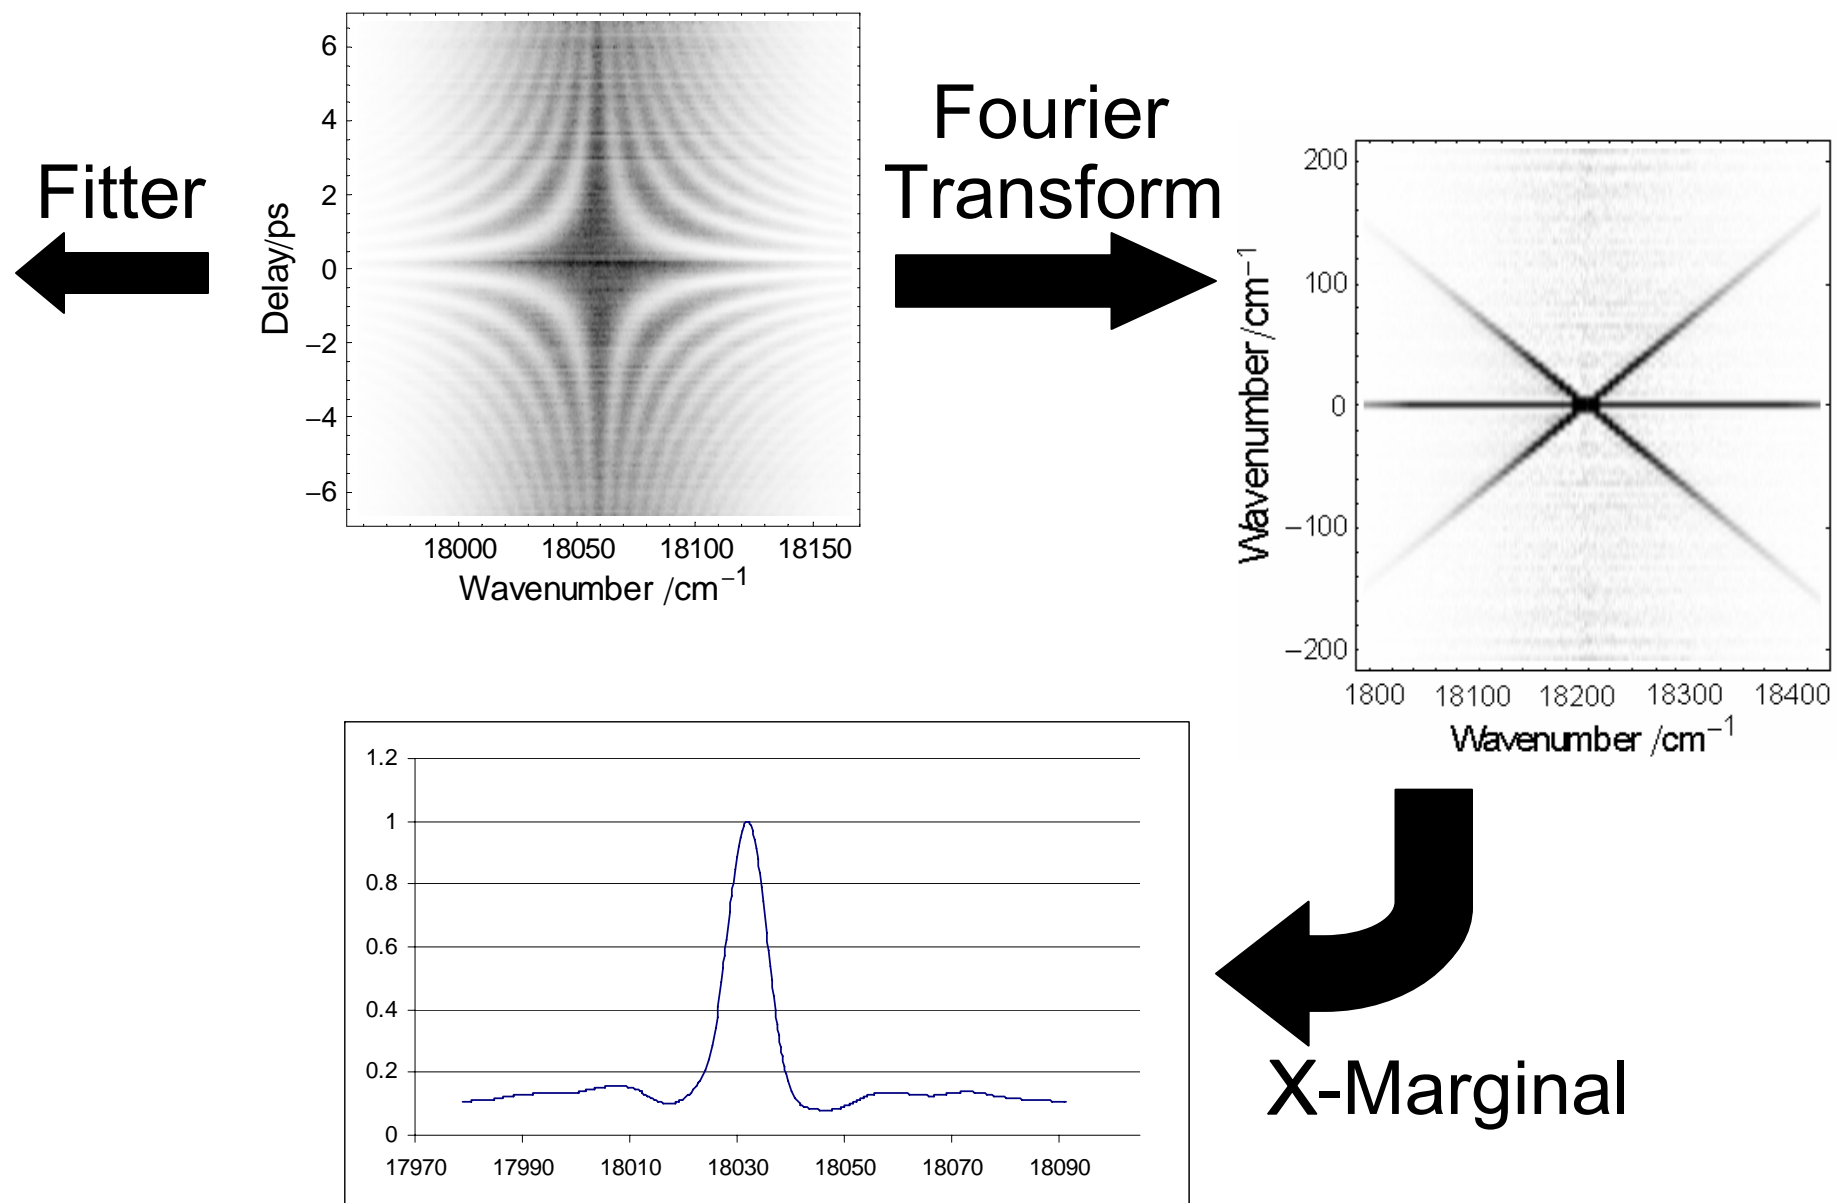 Fitter
6
4
2
0
−2
−4
−6
Delay/ps
18000 18050 18100 18150
Wavenumber /cm−1
Fourier
Transform
200
100
0
−100
−200
Wavenumber /cm−1
1800 18100 18200 18300 18400
Wavenumber /cm−1
X-Marginal
1.2
1
0.8
0.6
0.4
0.2
0
17970 17990 18010 18030 18050 18070 18090